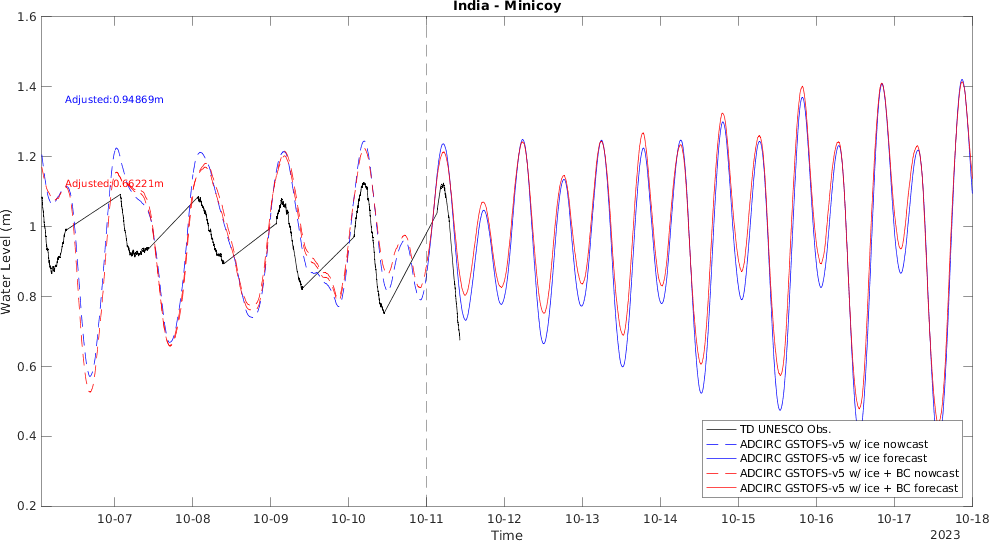 India - Minicoy
Water Level (m)
1.6
1.4
1.2
1
0.8
0.6
0.4
0.2
Adjusted:0.94869m
Adjusted:0.66221m
TD UNESCO Obs.
ADCIRC GSTOFS-v5 w/ ice nowcast
ADCIRC GSTOFS-v5 w/ ice forecast
ADCIRC GSTOFS-v5 w/ ice + BC nowcast
ADCIRC GSTOFS-v5 w/ ice + BC forecast
10-07 10-08 10-09 10-10 10-11 10-12 10-13 10-14 10-15 10-16 10-17 10-18
Time
2023